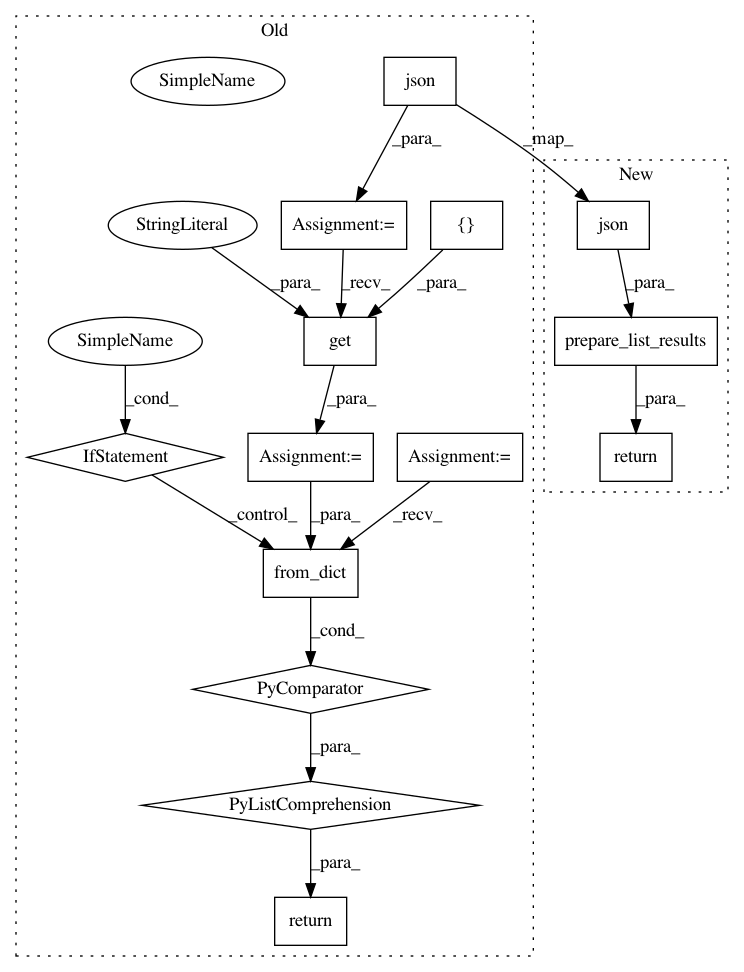 Old
SimpleName
json
_para_
_map_
New
StringLiteral
Assignment:=
{}
json
_para_
_recv_
_para_
_para_
SimpleName
get
prepare_list_results
_cond_
_para_
_para_
IfStatement
Assignment:=
Assignment:=
return
_control_
_para_
_recv_
from_dict
_cond_
PyComparator
_para_
PyListComprehension
_para_
return